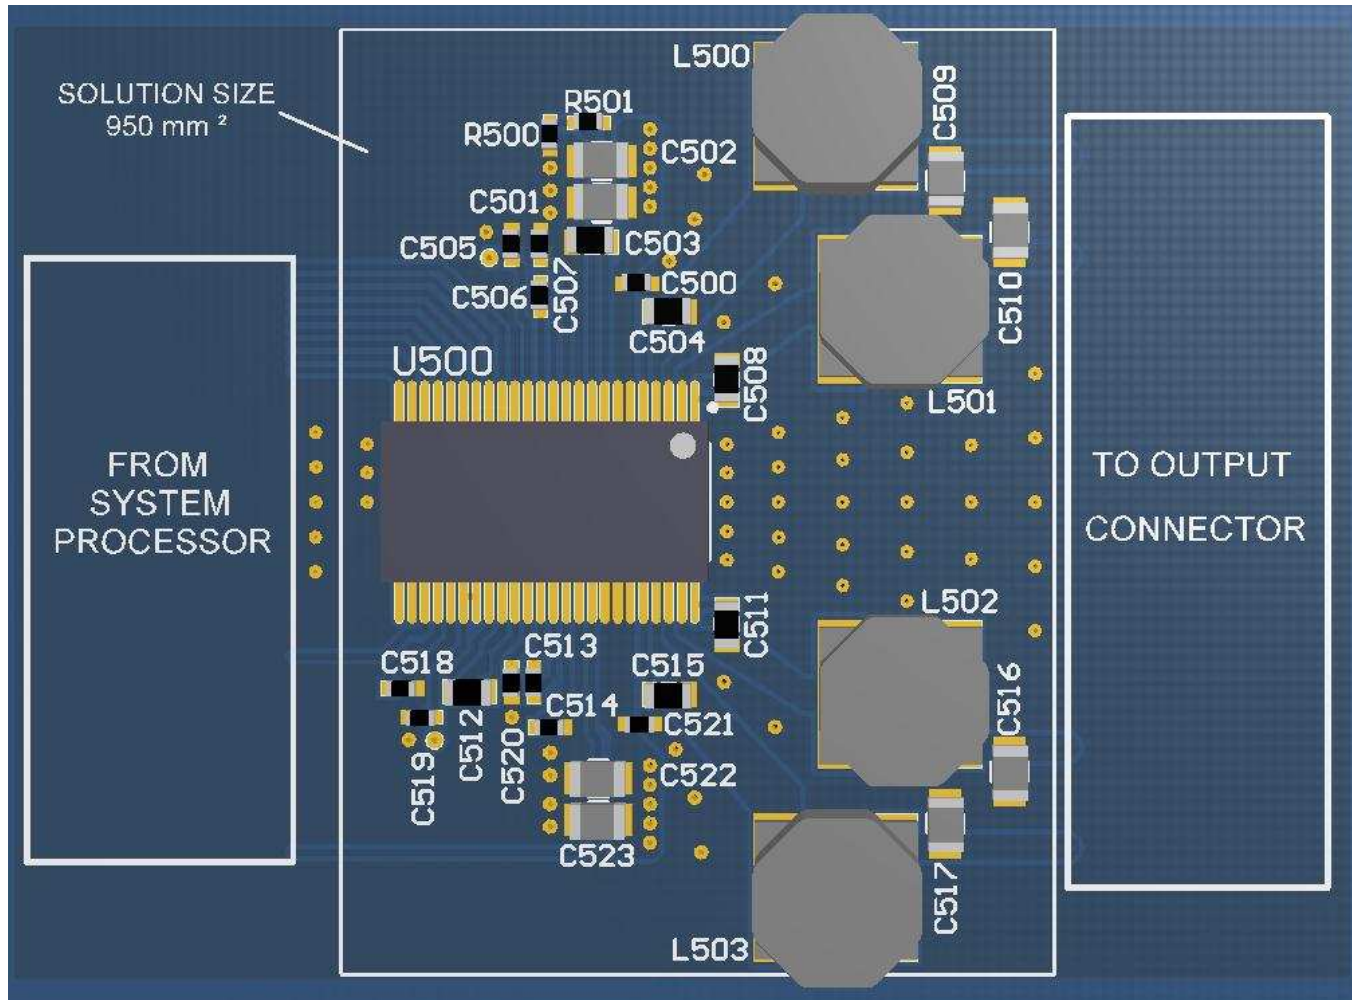 SOLUTION SIZE
950 mm ²
L500
C509
R501
R500
C502
C501
C505
C503
C507
C506
C500
C504
C510
U500
C508
L501
FROM
SYSTEM
PROCESSOR
TO OUTPUT
CONNECTOR
L502
C511
C518
C513
C515
C516
C514
C521
C512
C520
C519
C522
C523
C517
L503